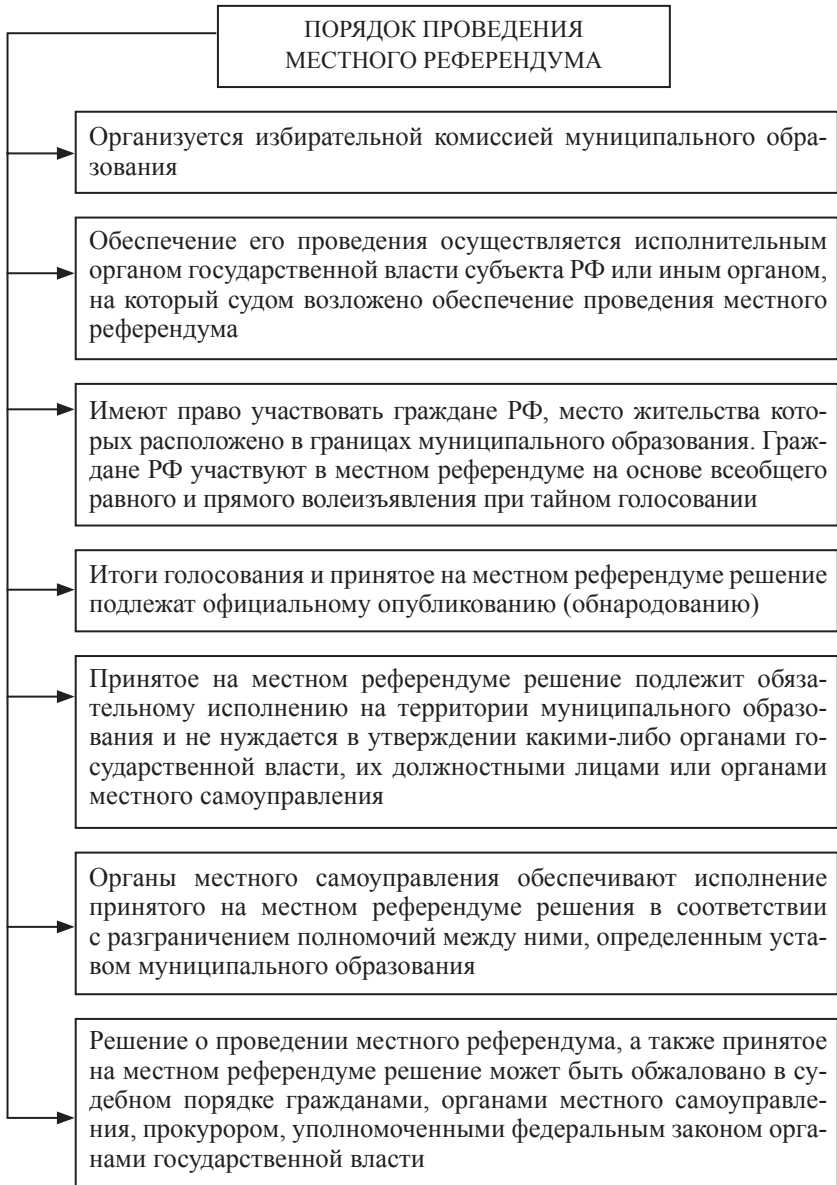 ПОРЯДОК ПРОВЕДЕНИЯ
МЕСТНОГО РЕФЕРЕНДУМА
Организуется избирательной комиссией муниципального обра-
зования
Обеспечение его проведения осуществляется исполнительным
органом государственной власти субъекта РФ или иным органом,
на который судом возложено обеспечение проведения местного
референдума
Имеют право участвовать граждане РФ, место жительства кото-
рых расположено в границах муниципального образования. Граж-
дане РФ участвуют в местном референдуме на основе всеобщего
равного и прямого волеизъявления при тайном голосовании
Итоги голосования и принятое на местном референдуме решение
подлежат официальному опубликованию (обнародованию)
Принятое на местном референдуме решение подлежит обяза-
тельному исполнению на территории муниципального образо-
вания и не нуждается в утверждении какими-либо органами го-
сударственной власти, их должностными лицами или органами
местного самоуправления
Органы местного самоуправления обеспечивают исполнение
принятого на местном референдуме решения в соответствии
с разграничением полномочий между ними, определенным уста-
вом муниципального образования
Решение о проведении местного референдума, а также принятое
на местном референдуме решение может быть обжаловано в су-
дебном порядке гражданами, органами местного самоуправле-
ния, прокурором, уполномоченными федеральным законом орга-
нами государственной власти